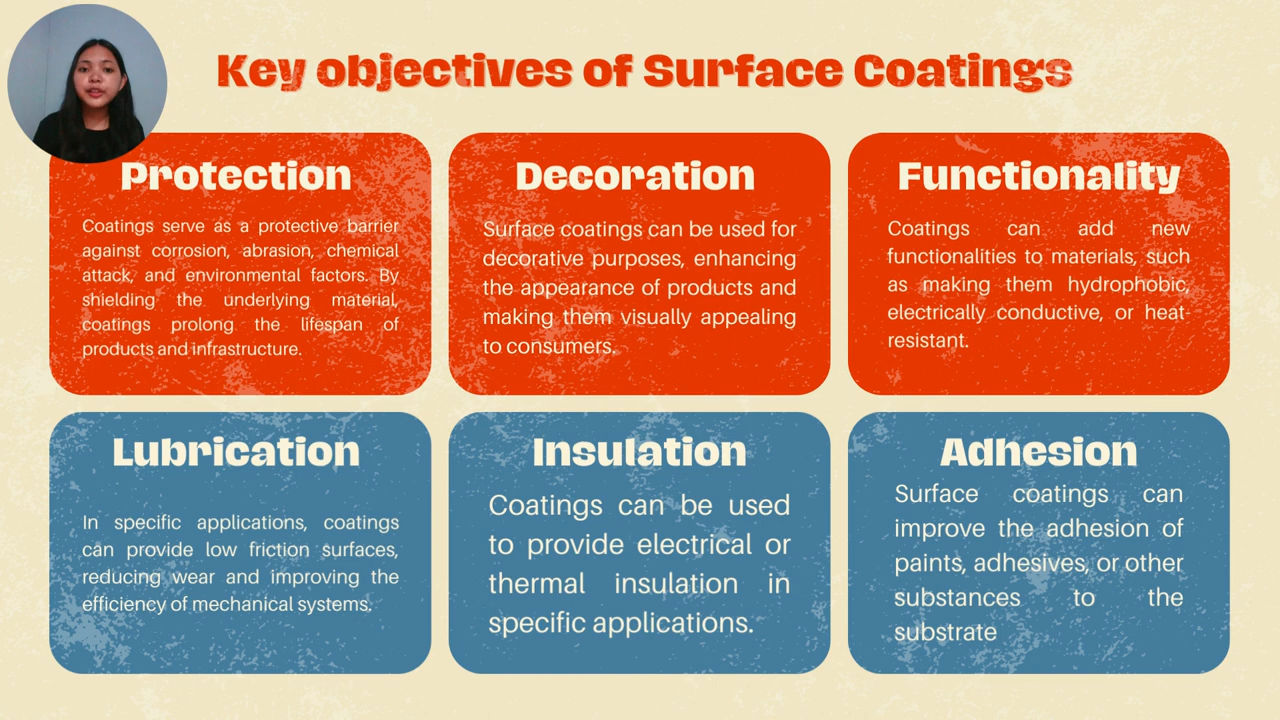 Key objectives of Surface Coatings
Protection
Coatings serve as a protective barrier
against corrosion, abrasion, chemical
attack, and environmental factors. By
shielding the underlying material,
coatings prolong the lifespan of
products and infrastructure.
Decoration
Surface coatings can be used for
decorative purposes, enhancing
the appearance of products and
making them visually appealing
to consumers.
Functionality
Coatings can add new
functionalities to materials, such
as making them hydrophobic,
electrically conductive, or heat-
resistant.
Lubrication
In specific applications, coatings
can provide low friction surfaces,
reducing wear and improving the
efficiency of mechanical systems.
Insulation
Coatings can be used
to provide electrical or
thermal insulation in
specific applications.
Adhesion
Surface coatings can
improve the adhesion of
paints, adhesives, or other
substances to the
substrate